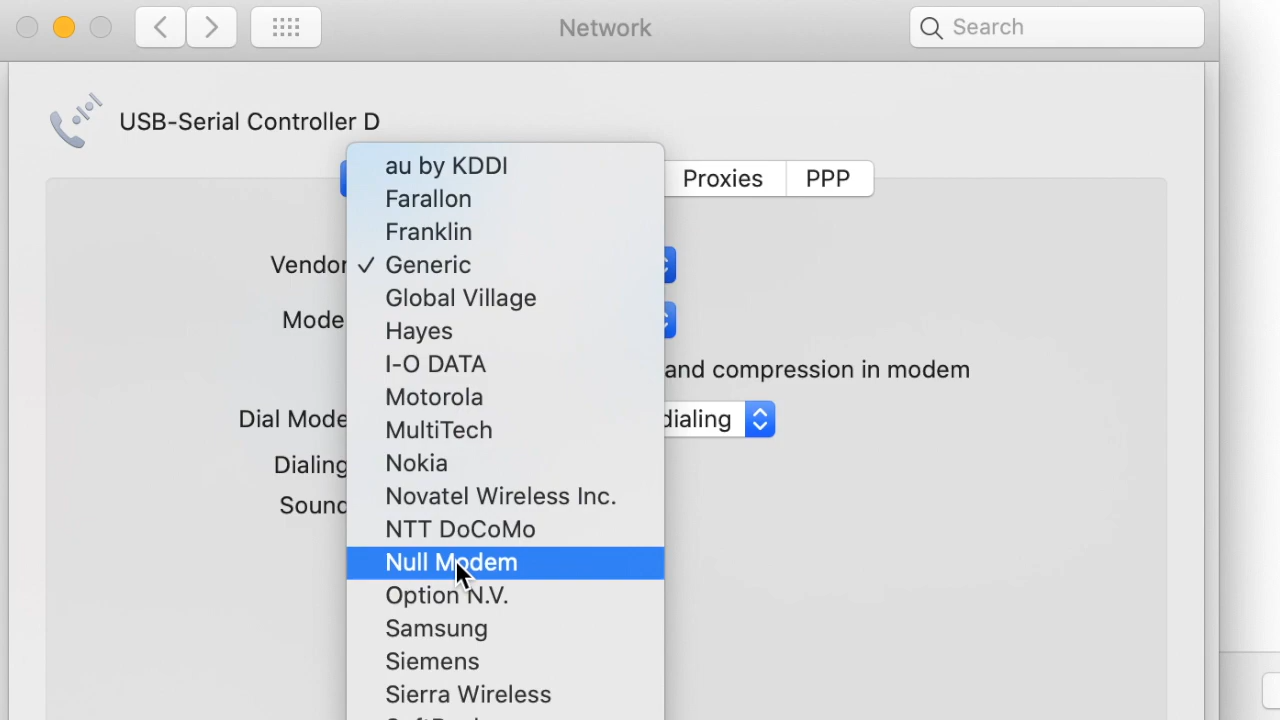 Network
Search
USB-Serial Controller D
au by KDDI
Farallon
Proxies
PPP
Franklin
Vendor
✓ Generic
Global Village
Mode
Hayes
I-O DATA
and compression in modem
Motorola
Dial Mode
dialing
MultiTech
Dialing
Nokia
Novatel Wireless Inc.
Sound
NTT DoCoMo
Null Modem
Option N.V.
Samsung
Siemens
Sierra Wireless